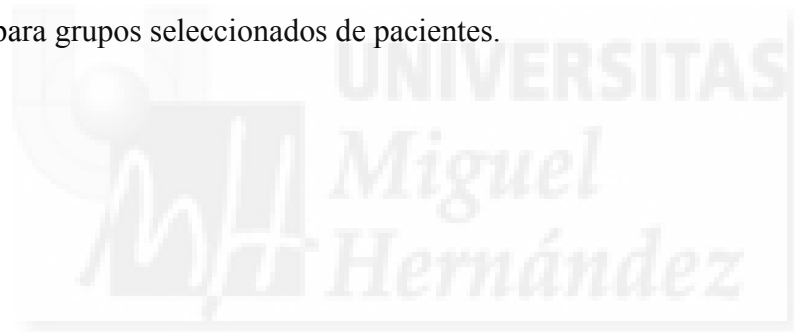 para grupos seleccionados de pacientes.
UNIVERSITAS
Miguel
Hernández